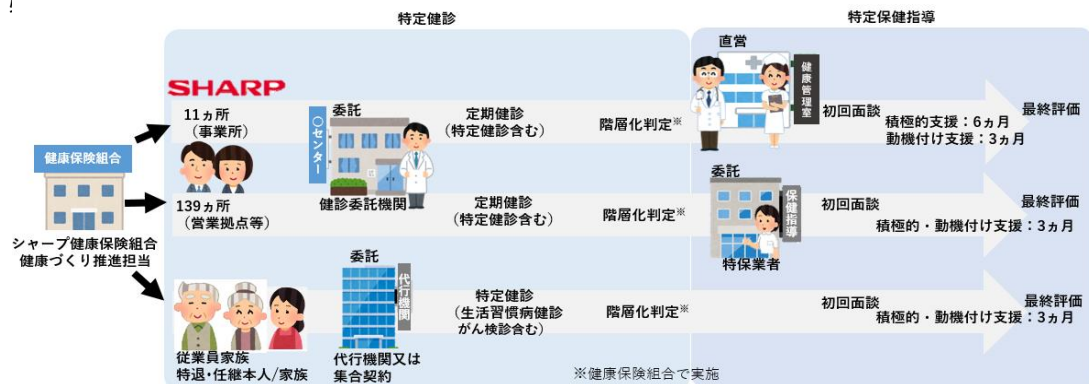 特定健診
特定保健指導
SHARP
直営
健康管理室
11ヵ所
(事業所)
委託
〇センター
健診委託機関
定期健診
(特定健診含む)
階層化判定※
初回面談
積極的支援:6ヵ月
動機付け支援:3ヵ月
最終評価
健康保険組合
シャープ健康保険組合
健康づくり推進担当
139ヵ所
(営業拠点等)
定期健診
(特定健診含む)
階層化判定※
委託
保健指導
特保業者
初回面談
積極的・動機付け支援:3ヵ月
最終評価
従業員家族
特退・任継本人/家族
委託
代行機関
代行機関又は
集合契約
特定健診
(生活習慣病健診
がん検診含む)
階層化判定※
初回面談
積極的・動機付け支援:3ヵ月
最終評価
※健康保険組合で実施